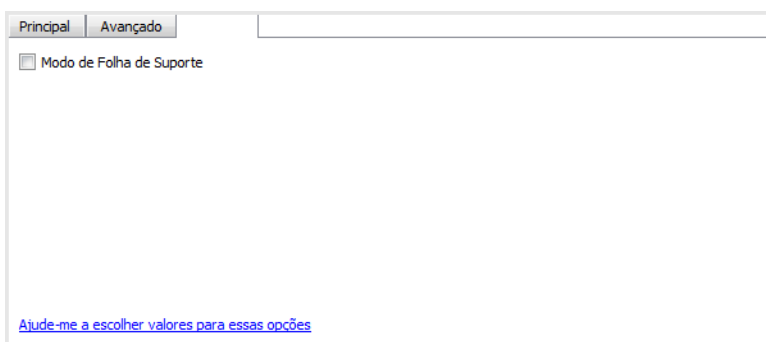 Principal Avançado
Modo de Folha de Suporte
Ajude-me a escolher valores para essas opções